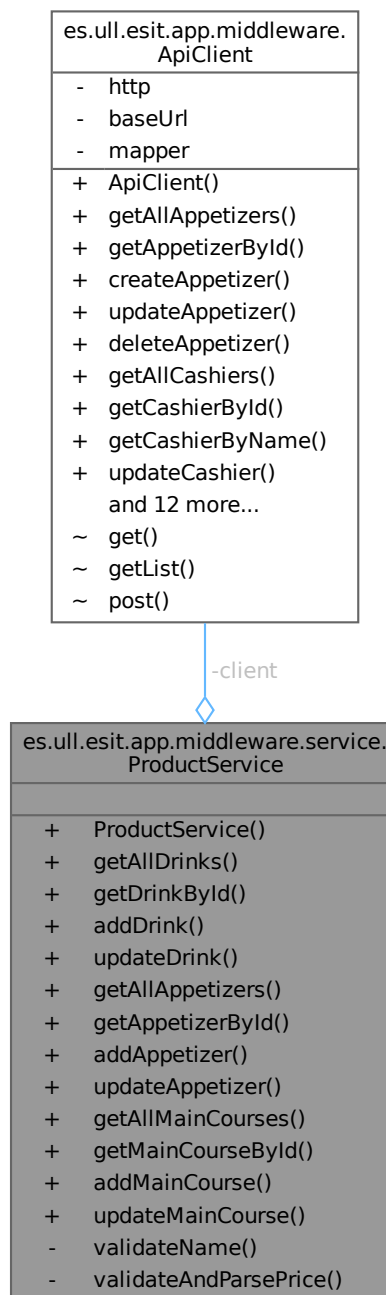 es.ull.esit.app.middleware.
ApiClient
- http
- baseUrl
- mapper
+ ApiClient()
+ getAllAppetizers()
+ getAppetizerById()
+ createAppetizer()
+ updateAppetizer()
+ deleteAppetizer()
+ getAllCashiers()
+ getCashierById()
+ getCashierByName()
+ updateCashier()
and 12 more...
~ get()
~ getList()
~ post()
-client
es.ull.esit.app.middleware.service.
ProductService
+ ProductService()
+ getAllDrinks()
+ getDrinkById()
+ addDrink()
+ updateDrink()
+ getAllAppetizers()
+ getAppetizerById()
+ addAppetizer()
+ updateAppetizer()
+ getAllMainCourses()
+ getMainCourseById()
+ addMainCourse()
+ updateMainCourse()
- validateName()
- validateAndParsePrice()